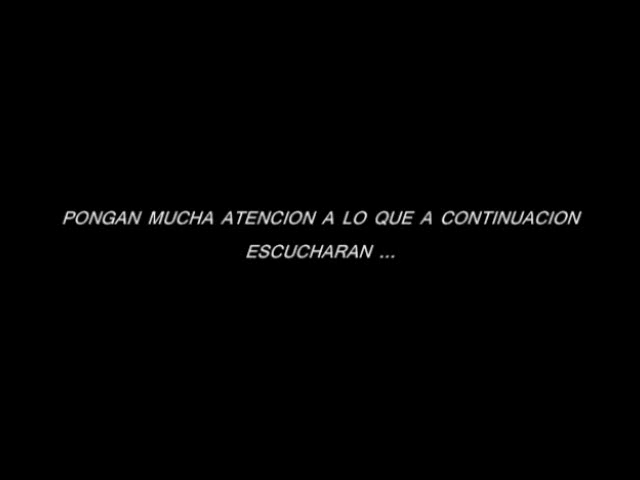 PONGAN MUCHA ATENCION A LO QUE A CONTINUACION
ESCUCHARAN ...